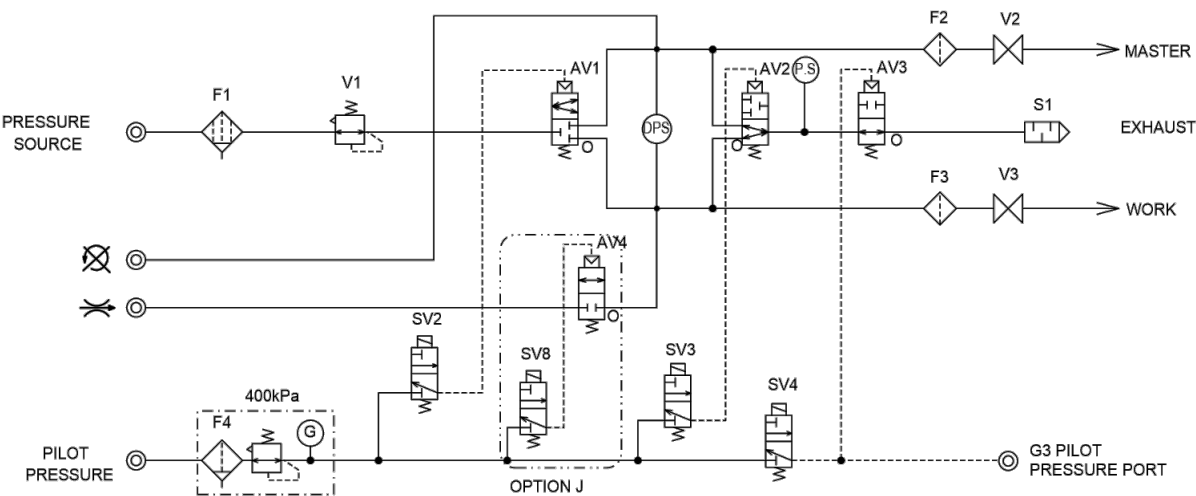 F2
V2
MASTER
AV1
AV2
P.S
AV3
V1
F1
S1
PRESSURE
SOURCE
DPS
EXHAUST
F3
V3
WORK
AV4
SV2
SV8
SV3
SV4
400kPa
F4
G
PILOT
PRESSURE
G3 PILOT
PRESSURE PORT
OPTION J